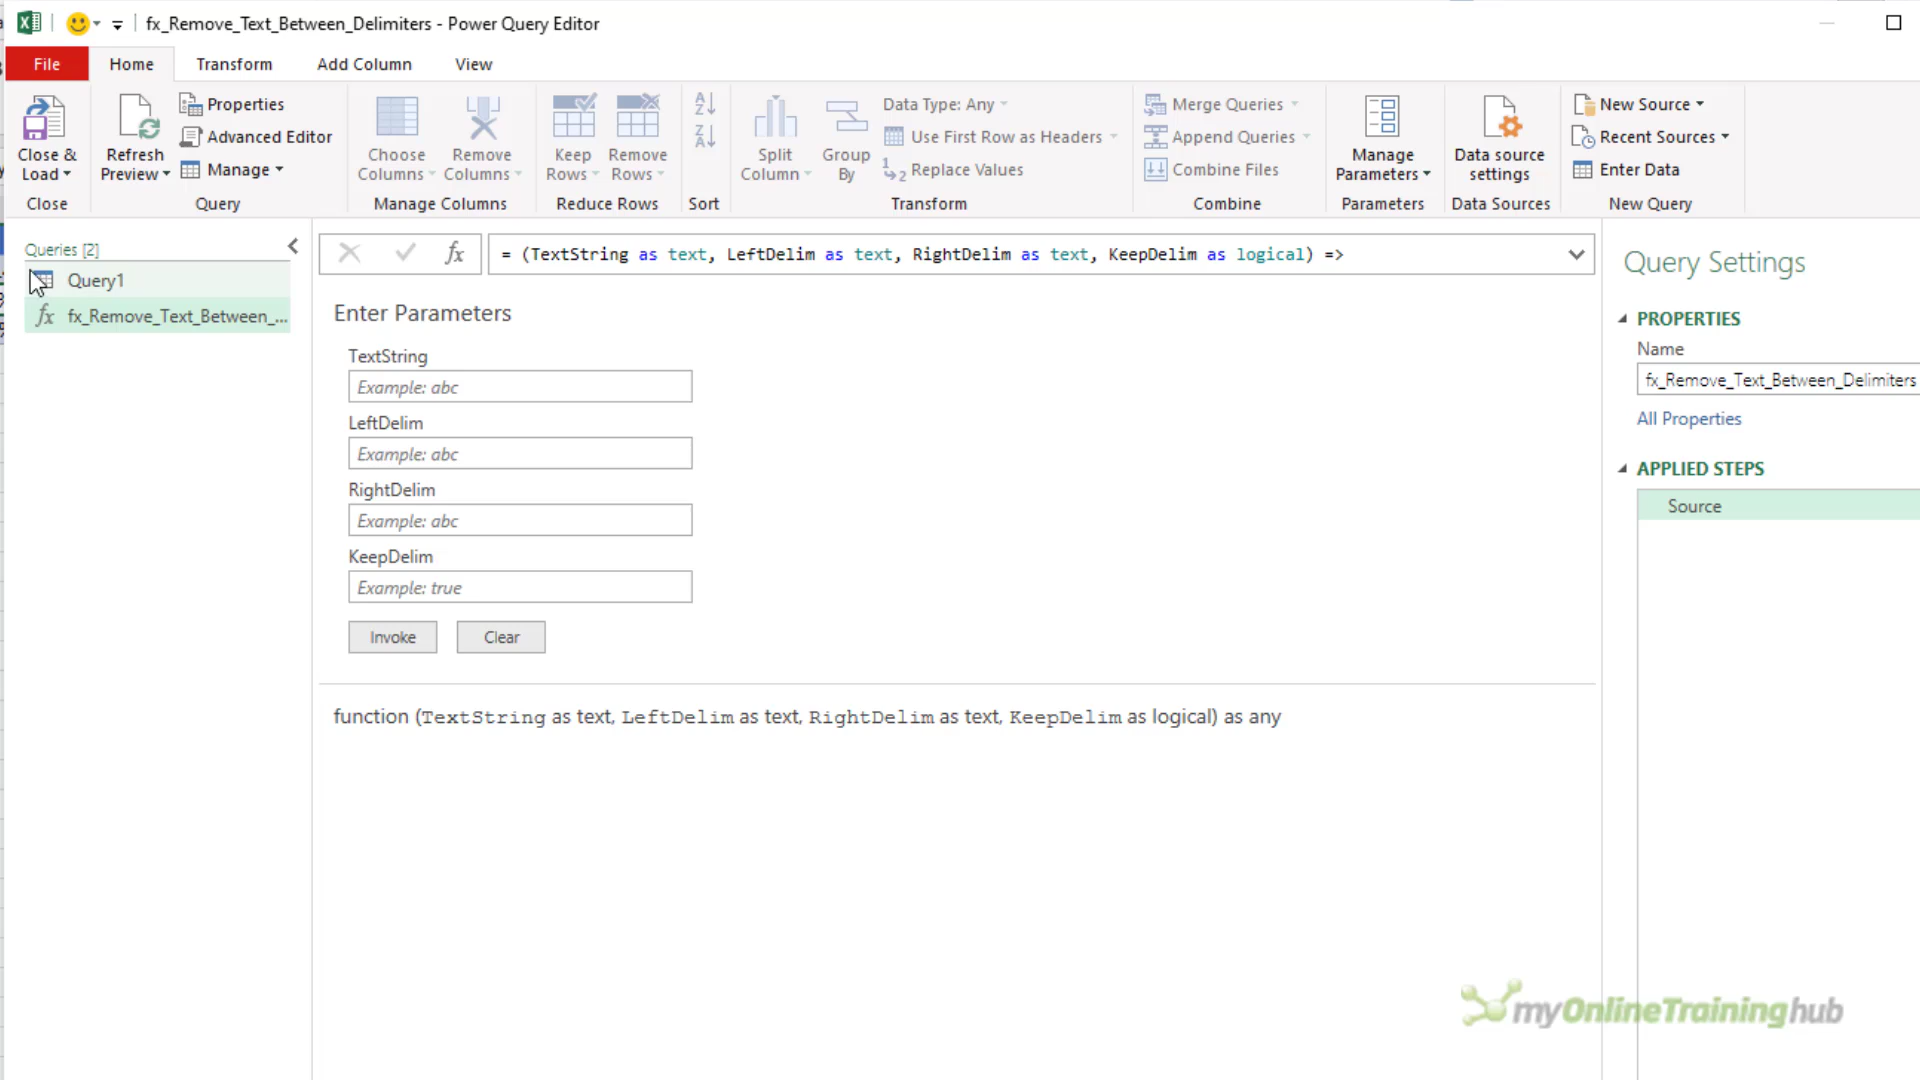 fx_Remove_Text_Between_Delimiters - Power Query Editor
File
Home
Transform
Add Column
View
Close & Load
Close
Refresh Preview
Properties
Advanced Editor
Manage
Query
Choose Columns
Remove Columns
Manage Columns
Keep Rows
Remove Rows
Reduce Rows
A Z
Z A
Sort
Split Column
Group By
Data Type: Any
Use First Row as Headers
1 2 Replace Values
Transform
Merge Queries
Append Queries
Combine Files
Combine
Manage Parameters
Parameters
Data source settings
Data Sources
New Source
Recent Sources
Enter Data
New Query
Queries [2]
Query1
fx fx_Remove_Text_Between_...
fx
= (TextString as text, LeftDelim as text, RightDelim as text, KeepDelim as logical) =>
Enter Parameters
TextString
Example: abc
LeftDelim
Example: abc
RightDelim
Example: abc
KeepDelim
Example: true
Invoke
Clear
function (TextString as text, LeftDelim as text, RightDelim as text, KeepDelim as logical) as any
Query Settings
PROPERTIES
Name
fx_Remove_Text_Between_Delimiters
All Properties
APPLIED STEPS
Source
myOnlineTraininghub